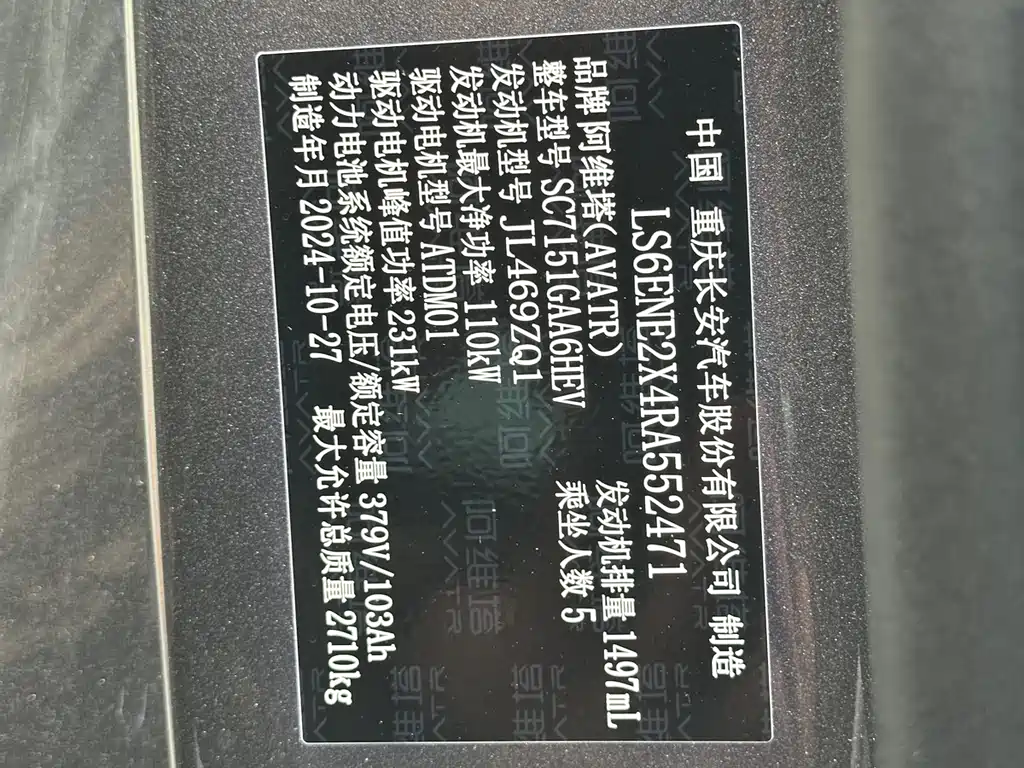 中国 重庆长安汽车股份有限公司 制造
LS6ENE2X4RA552471
品牌 阿维塔(AVATR) 发动机排量 1497mL
整车型号 SC7151GAA6HEV 乘坐人数 5
发动机型号 JL469ZQ1
发动机最大净功率 110kW
驱动电机型号 ATDM01
驱动电机峰值功率 231kW
动力电池系统额定电压/额定容量 379V/103Ah
制造年月 2024-10-27 最大允许总质量 2710kg